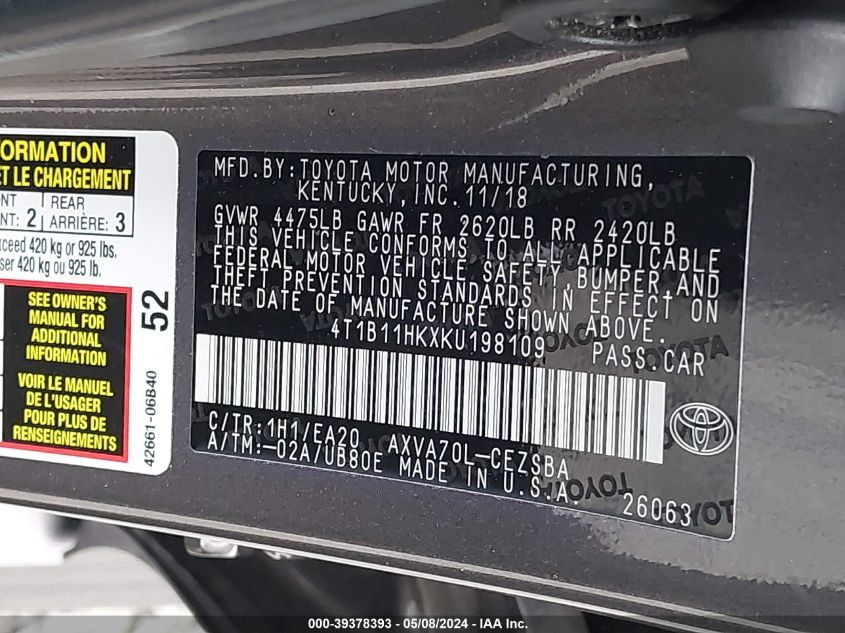 ORMATION
ET LE CHARGEMENT
NT 2 REAR 3
NT: ARRIÈRE:
xceed 420 kg or 925 lbs.
ser 420 kg ou 925 lb.
SEE OWNER'S
MANUAL FOR
ADDITIONAL
INFORMATION
VOIR LE MANUEL
DE L'USAGER
POUR PLUS DE
RENSEIGNEMENTS
52
42661-06B40
MFD.BY:TOYOTA MOTOR MANUFACTURING,
KENTUCKY,INC.11/18
GVWR 4475LB GAWR FR 2620LB RR 2420LB
THIS VEHICLE CONFORMS TO ALL APPLICABLE
FEDERAL MOTOR VEHICLE SAFETY,BUMPER AND
THEFT PREVENTION STANDARDS IN EFFECT ON
THE DATE OF MANUFACTURE SHOWN ABOVE.
4T1B11HKXKU198109 PASS.CAR
C/TR:1H1/EA20 AXVA70L-CEZSBA
A/TM:-02A/UB80E MADE IN U.S.A.
26063
000-39378393 - 05/08/2024 - IAA Inc.